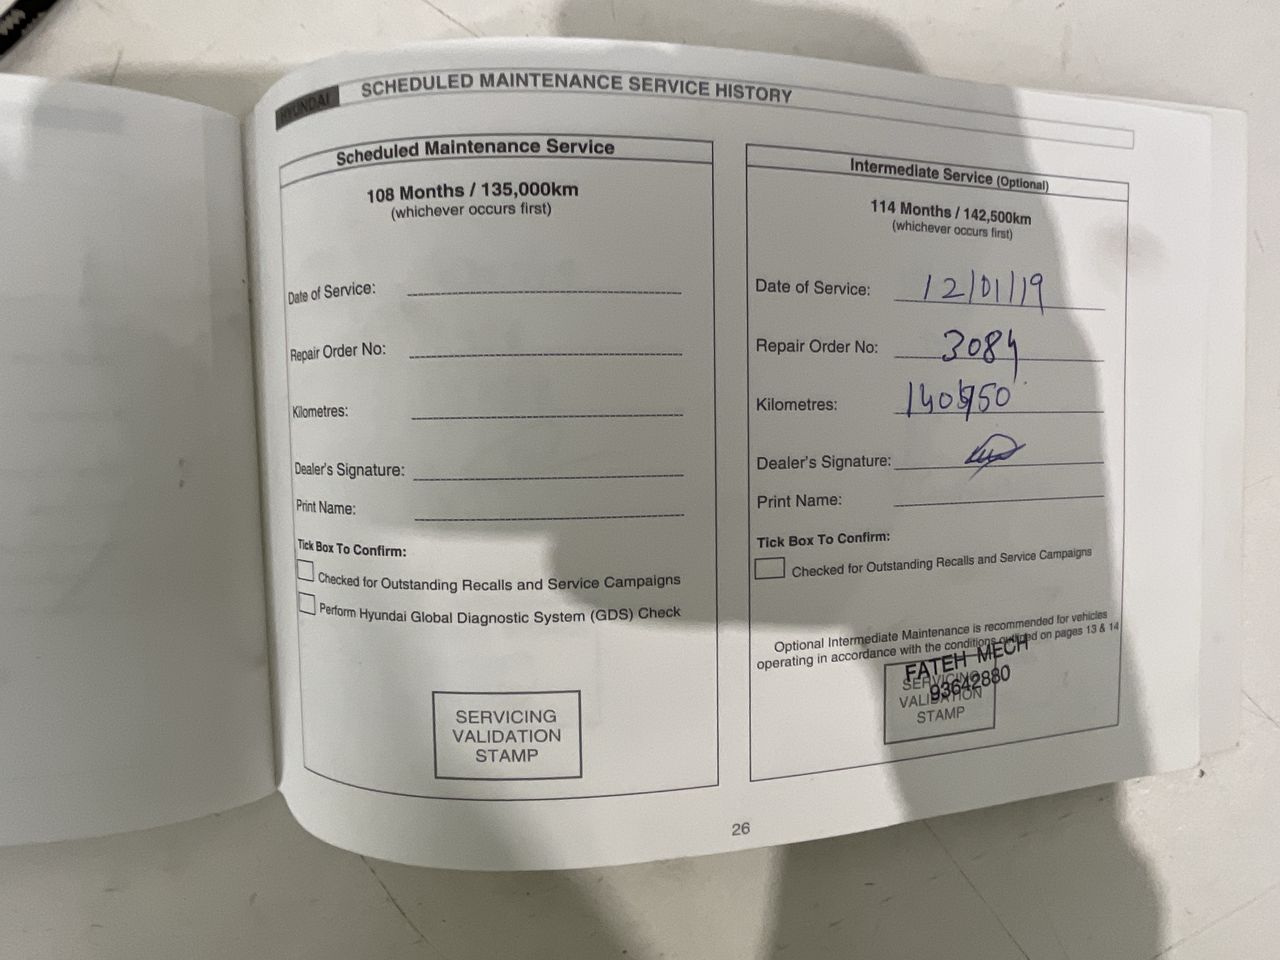 HYUNDAI
SCHEDULED MAINTENANCE SERVICE HISTORY
Scheduled Maintenance Service
108 Months / 135,000km
(whichever occurs first)
Date of Service:
Repair Order No:
Kilometres:
Dealer's Signature:
Print Name:
Tick Box To Confirm:
Checked for Outstanding Recalls and Service Campaigns
Perform Hyundai Global Diagnostic System (GDS) Check
SERVICING
VALIDATION
STAMP
Intermediate Service (Optional)
114 Months / 142,500km
(whichever occurs first)
Date of Service: 12/01/19
Repair Order No: 3084
Kilometres:
Dealer's Signature:
Print Name:
Tick Box To Confirm:
Checked for Outstanding Recalls and Service Campaigns
Optional Intermediate Maintenance is recommended for vehicles
operating in accordance with the conditions outlined on pages 13 & 14
FATEH MECH
93642880
SERVICING
VALIDATION
STAMP
26